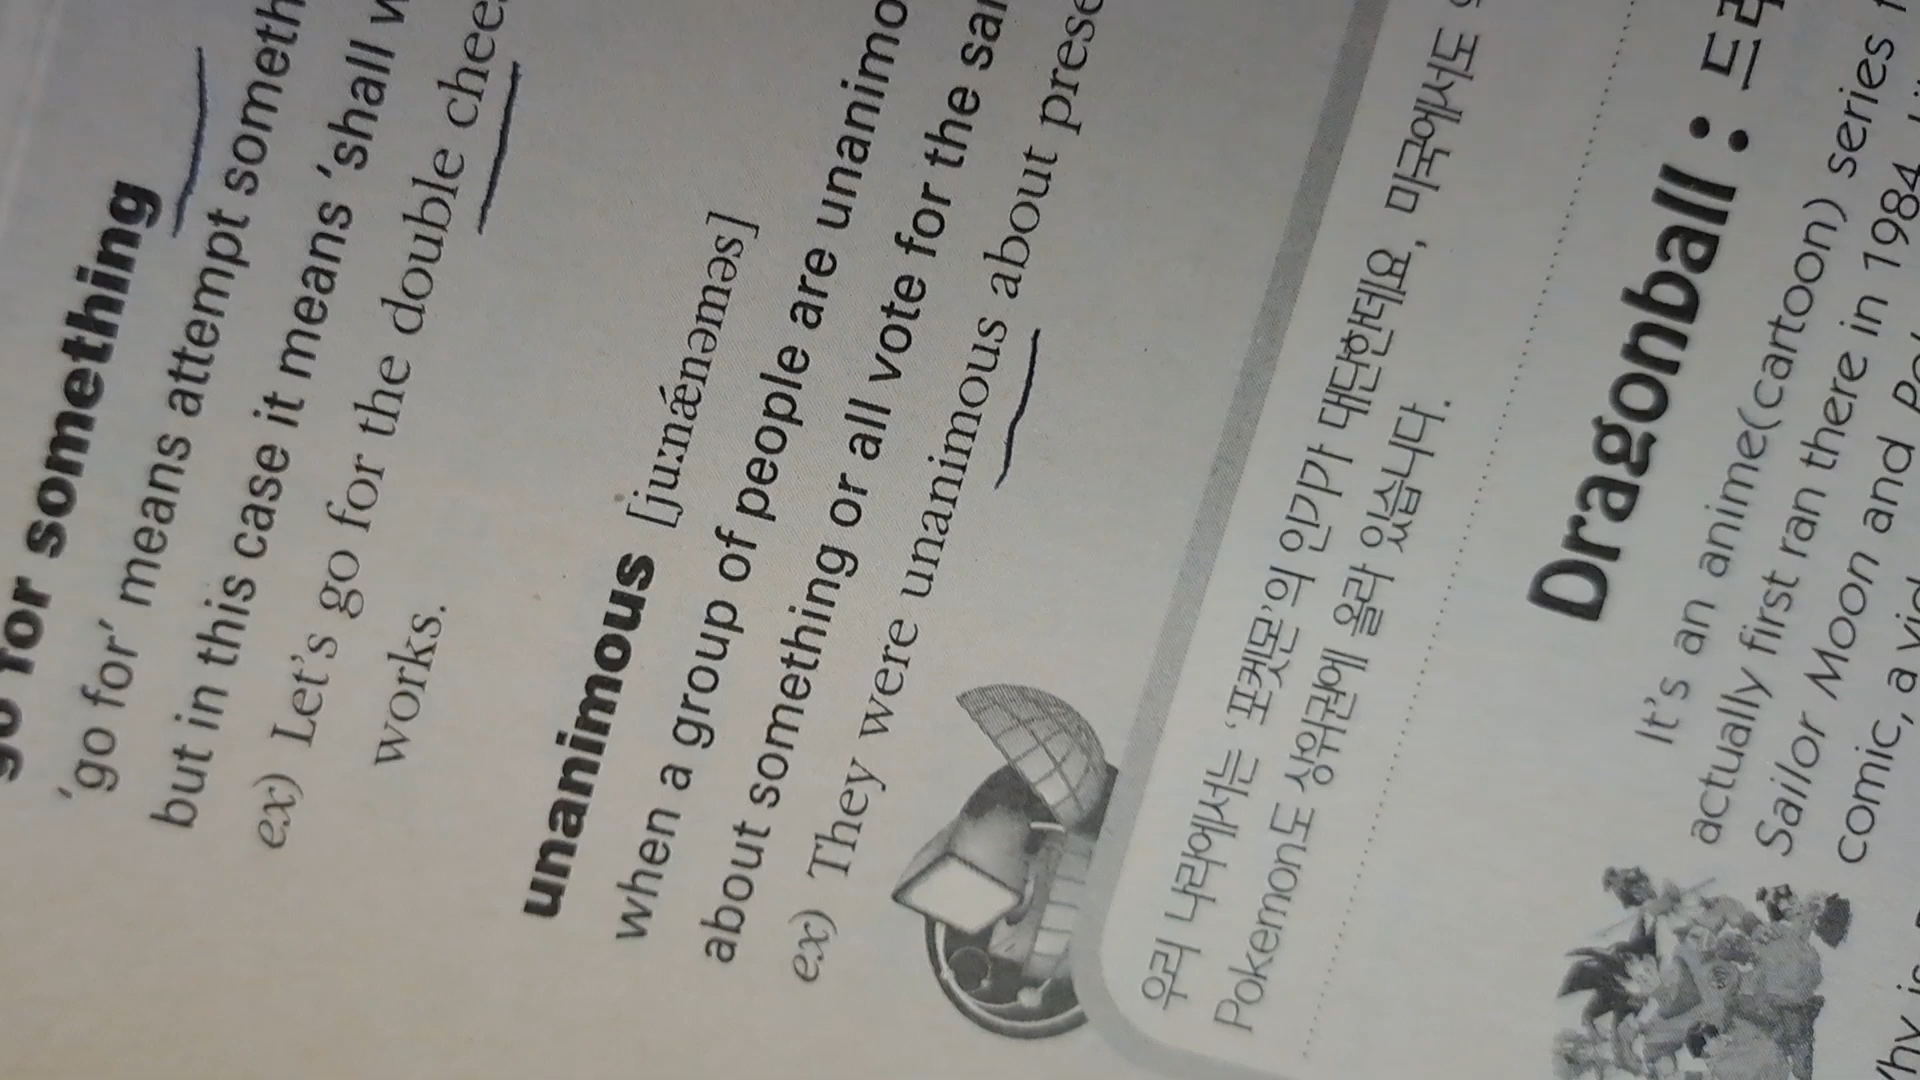 for something
'go for' means attempt
but in this case it means 'shall
ex) Let's go for the double
works.
unanimous [juːnǽnəməs]
when a group of people are
about something or all vote for the
ex) They were unanimous about
우리 나라에서는 '포켓몬'의 인기가 대단한데요, 미국에서도
Pokemon도 상위권에 올라 있습니다.
Dragonball :
It's an anime(cartoon) series
actually first ran there in 1984,
Sailor Moon and
comic, a